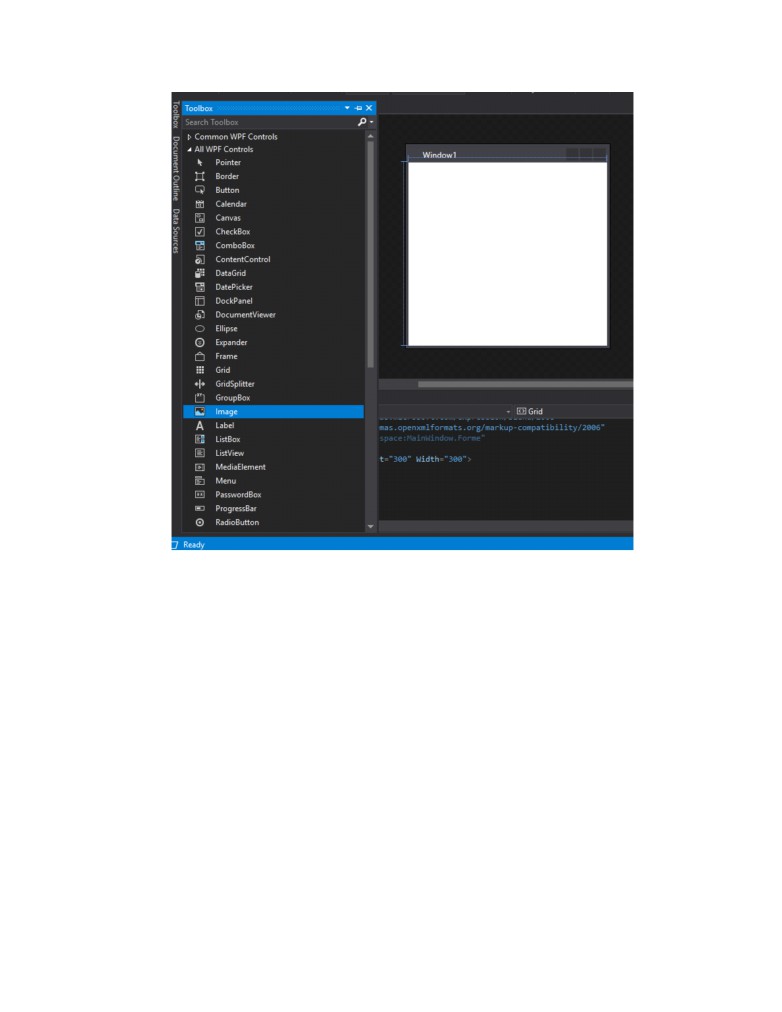 Toolbox
Document Outline
Data Sources
Toolbox
Search Toolbox
Common WPF Controls
All WPF Controls
Pointer
Border
Button
Calendar
Canvas
CheckBox
ComboBox
ContentControl
DataGrid
DatePicker
DockPanel
DocumentViewer
Ellipse
Expander
Frame
Grid
GridSplitter
GroupBox
Image
Label
ListBox
ListView
MediaElement
Menu
PasswordBox
ProgressBar
RadioButton
Window1
Grid
mas.openxmlformats.org/markup-compatibility/2006"
space:MainWindow.Forme"
t="300" Width="300">
Ready